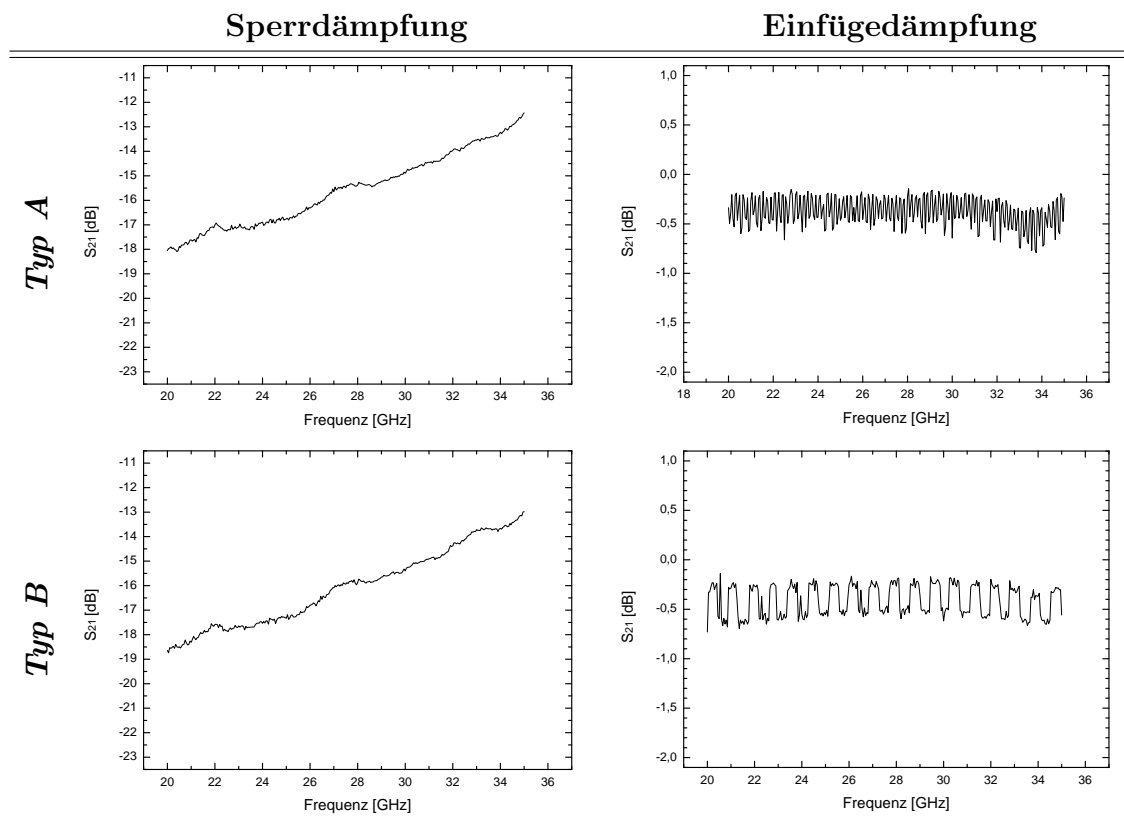 Sperrdämpfung Einfügedämpfung
Typ A
-11
-12
-13
-14
-15
-16
-17
-18
-19
-20
-21
-22
-23
S21 [dB]
20 22 24 26 28 30 32 34 36
Frequenz [GHz]
1,0
0,5
0,0
-0,5
-1,0
-1,5
-2,0
S21 [dB]
18 20 22 24 26 28 30 32 34 36
Frequenz [GHz]
Typ B
-11
-12
-13
-14
-15
-16
-17
-18
-19
-20
-21
-22
-23
S21 [dB]
20 22 24 26 28 30 32 34 36
Frequenz [GHz]
1,0
0,5
0,0
-0,5
-1,0
-1,5
-2,0
S21 [dB]
20 22 24 26 28 30 32 34 36
Frequenz [GHz]